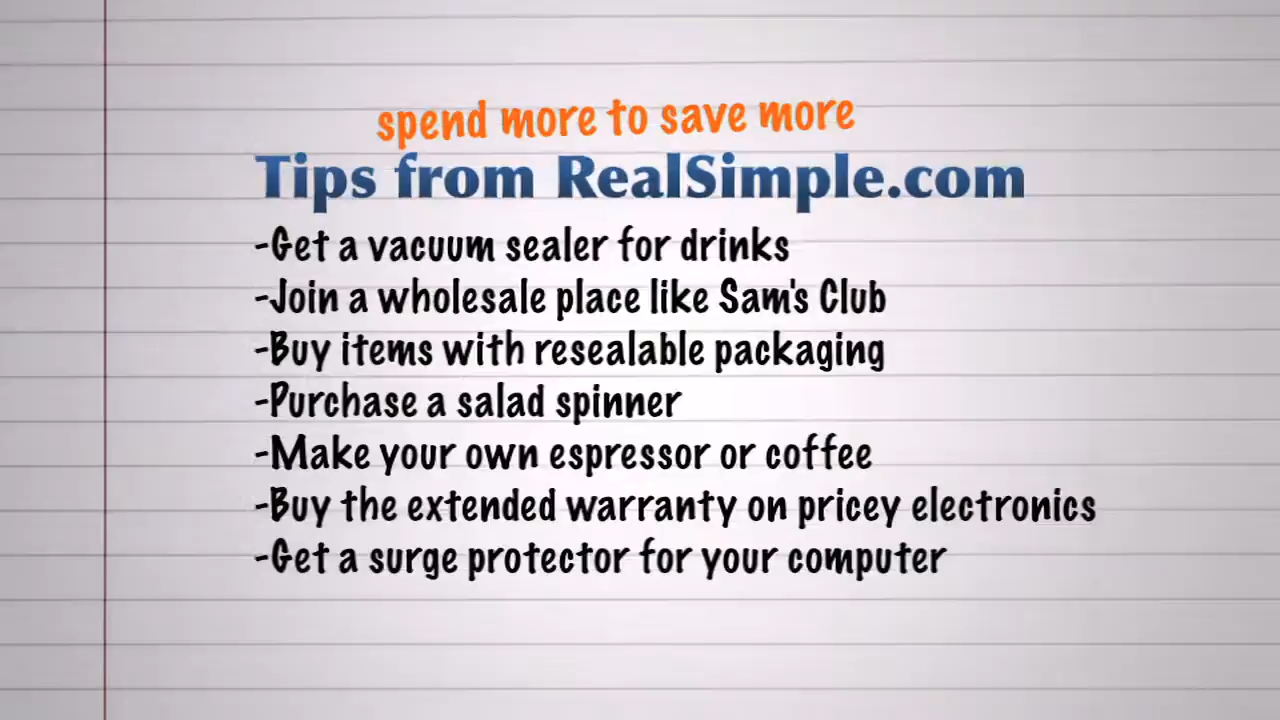 spend more to save more
Tips from RealSimple.com
-Get a vacuum sealer for drinks
-Join a wholesale place like Sam's Club
-Buy items with resealable packaging
-Purchase a salad spinner
-Make your own espressor or coffee
-Buy the extended warranty on pricey electronics
-Get a surge protector for your computer